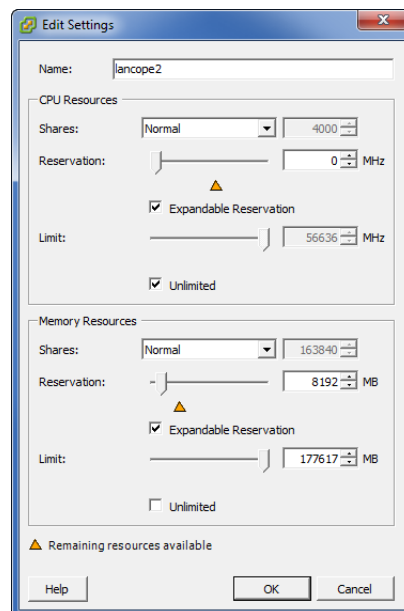 Edit Settings
Name: lancope2
CPU Resources
Shares: Normal 4000
Reservation: 0 MHz
Expandable Reservation
Limit: 56636 MHz
Unlimited
Memory Resources
Shares: Normal 163840
Reservation: 8192 MB
Expandable Reservation
Limit: 177617 MB
Unlimited
Remaining resources available
Help OK Cancel